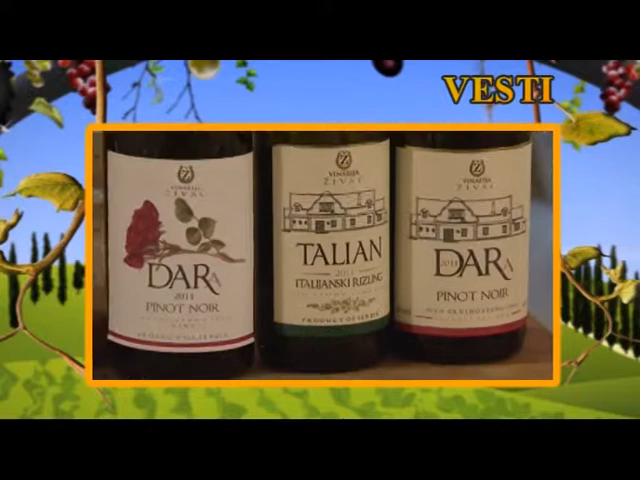 VESTI
VINARIJA
ŽIVAC
DARA
2011
PINOT NOIR
VINARIJA
ŽIVAC
TALIAN
2011
ITALIJANSKI RIZLING
PRODUCT OF SERBIA
VINARIJA
ŽIVAC
DARA
2011
PINOT NOIR